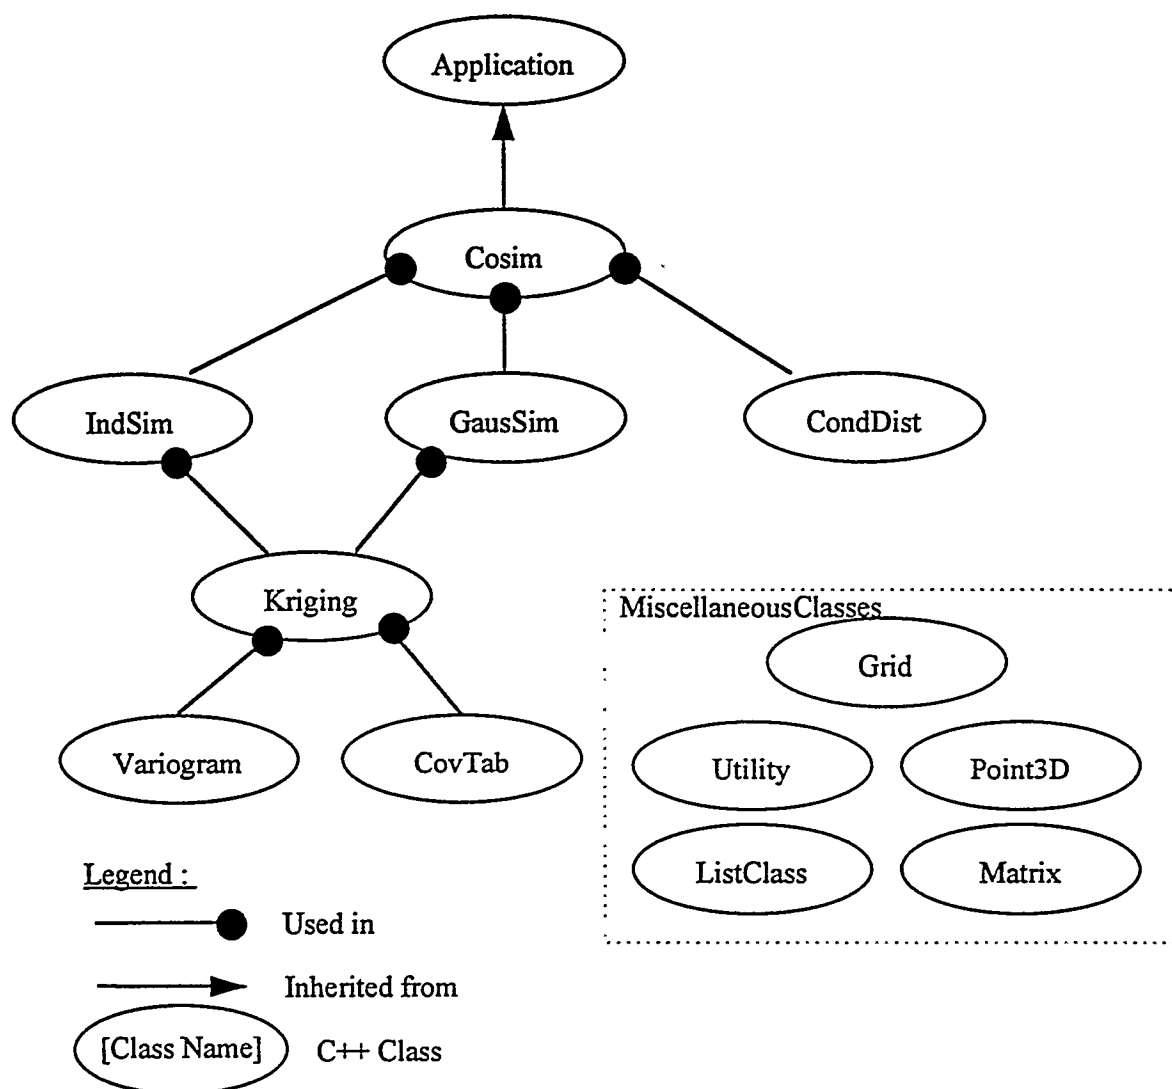 Application
Cosim
IndSim
GausSim
CondDist
Kriging
Variogram
CovTab
MiscellaneousClasses
Grid
Utility
Point3D
ListClass
Matrix
Legend :
Used in
Inherited from
[Class Name]
C++ Class